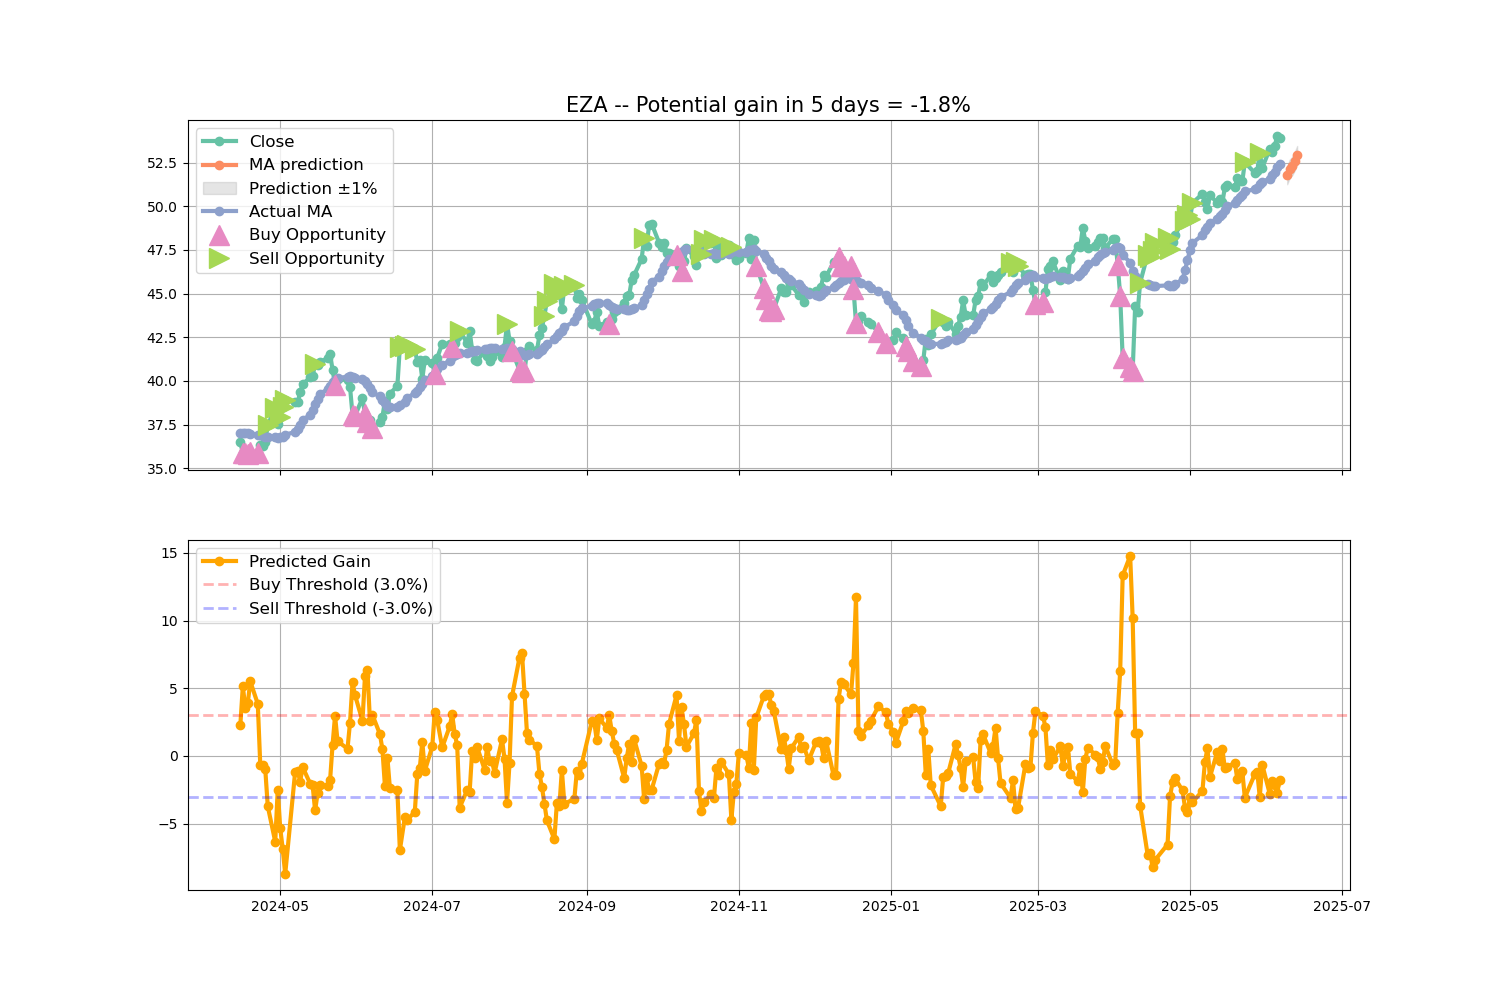 EZA -- Potential gain in 5 days = -1.8%
Close
MA prediction
Prediction ±1%
Actual MA
Buy Opportunity
Sell Opportunity
52.5
50.0
47.5
45.0
42.5
40.0
37.5
35.0
Predicted Gain
Buy Threshold (3.0%)
Sell Threshold (-3.0%)
15
10
5
0
−5
2024-05
2024-07
2024-09
2024-11
2025-01
2025-03
2025-05
2025-07